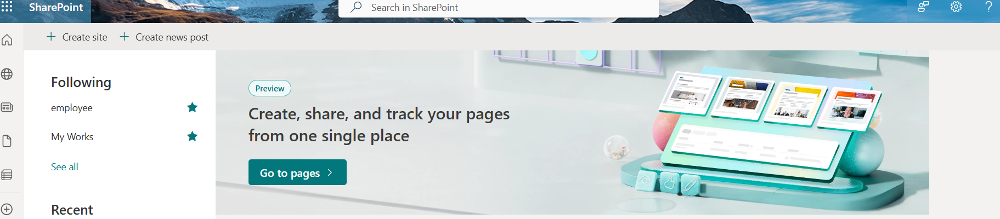 SharePoint
Search in SharePoint
Create site
Create news post
Following
employee
My Works
See all
Recent
Preview
Create, share, and track your pages
from one single place
Go to pages